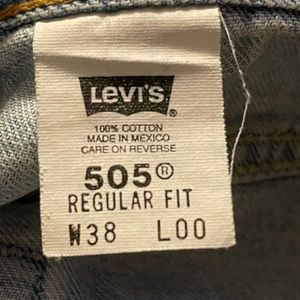 LEVI'S®
100% COTTON
MADE IN MEXICO
CARE ON REVERSE
505®
REGULAR FIT
W38 L00